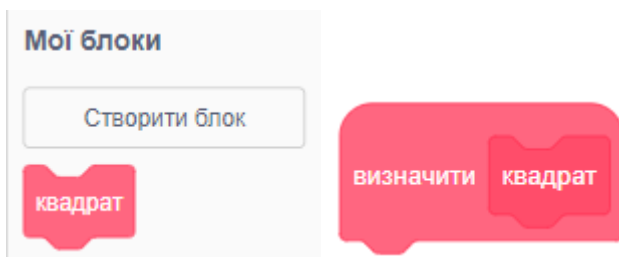 Мої блоки
Створити блок
квадрат
визначити квадрат